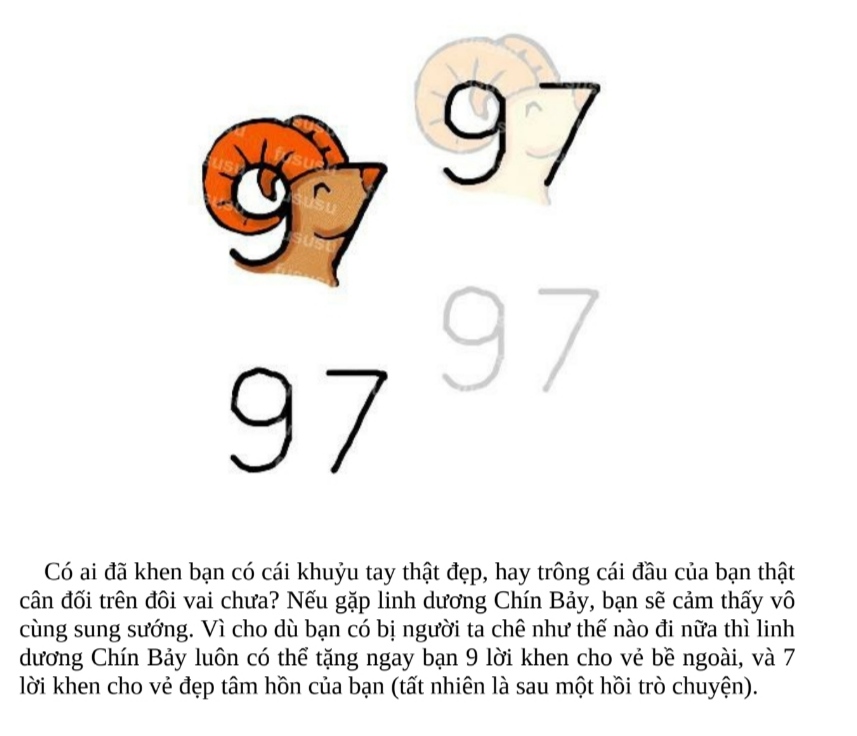 97
97
97
97
fususu
Có ai đã khen bạn có cái khuỷu tay thật đẹp, hay trông cái đầu của bạn thật
cân đối trên đôi vai chưa? Nếu gặp linh dương Chín Bảy, bạn sẽ cảm thấy vô
cùng sung sướng. Vì cho dù bạn có bị người ta chê như thế nào đi nữa thì linh
dương Chín Bảy luôn có thể tặng ngay bạn 9 lời khen cho vẻ bề ngoài, và 7
lời khen cho vẻ đẹp tâm hồn của bạn (tất nhiên là sau một hồi trò chuyện).